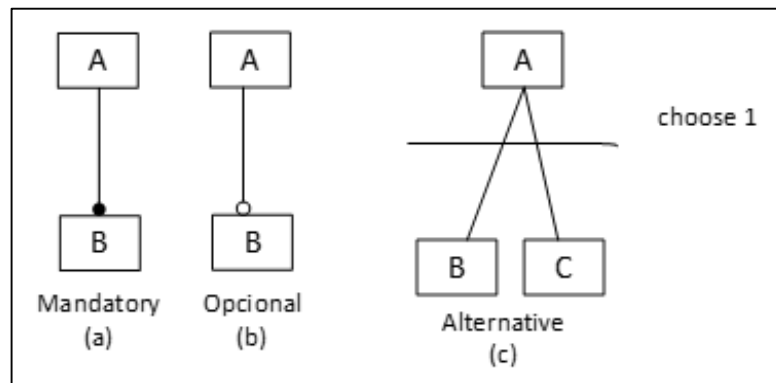 A
A
A
choose 1
B
B
B
C
Mandatory
Opcional
Alternative
(a)
(b)
(c)